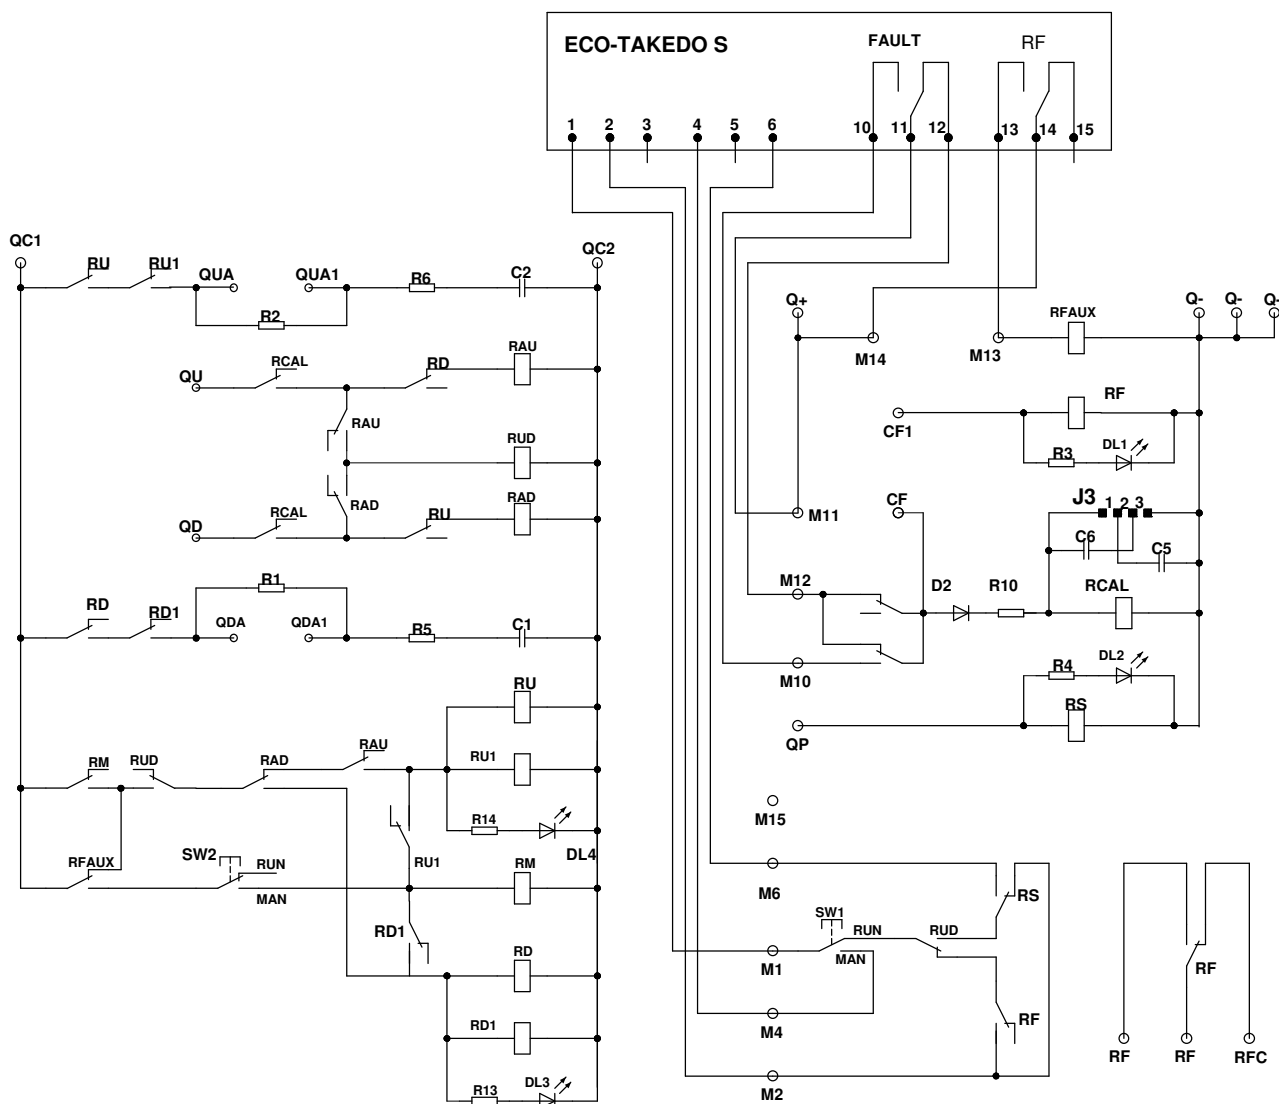 ECO-TAKEDO S
FAULT
RF
1 2 3 4 5 6 10 11 12 13 14 15
QC1
RU
RU1
QUA
QUA1
R6
C2
QC2
R2
Q+
RFAUX
Q-
Q-
Q-
M14
M13
QU
RCAL
RD
RAU
RAU
RUD
RF
CF1
R3
DL1
RAD
RAD
QD
RCAL
RU
CF
M11
J3
1 2 3
C6
C5
R1
RD
RD1
QDA
QDA1
R5
C1
M12
D2
R10
RCAL
M10
R4
DL2
RS
QP
RU
RAU
RM
RUD
RAD
RU1
R14
DL4
M15
RFAUX
SW2
RUN
MAN
RU1
RM
M6
RS
SW1
RUN
MAN
RUD
M1
RD1
RD
M4
RF
RD1
R13
DL3
M2
RF
RF
RF
RFC